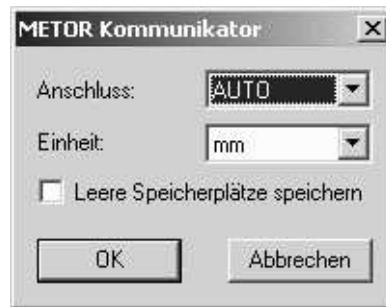 METOR Kommunikator
Anschluss: AUTO
Einheit: mm
Leere Speicherplätze speichern
OK Abbrechen